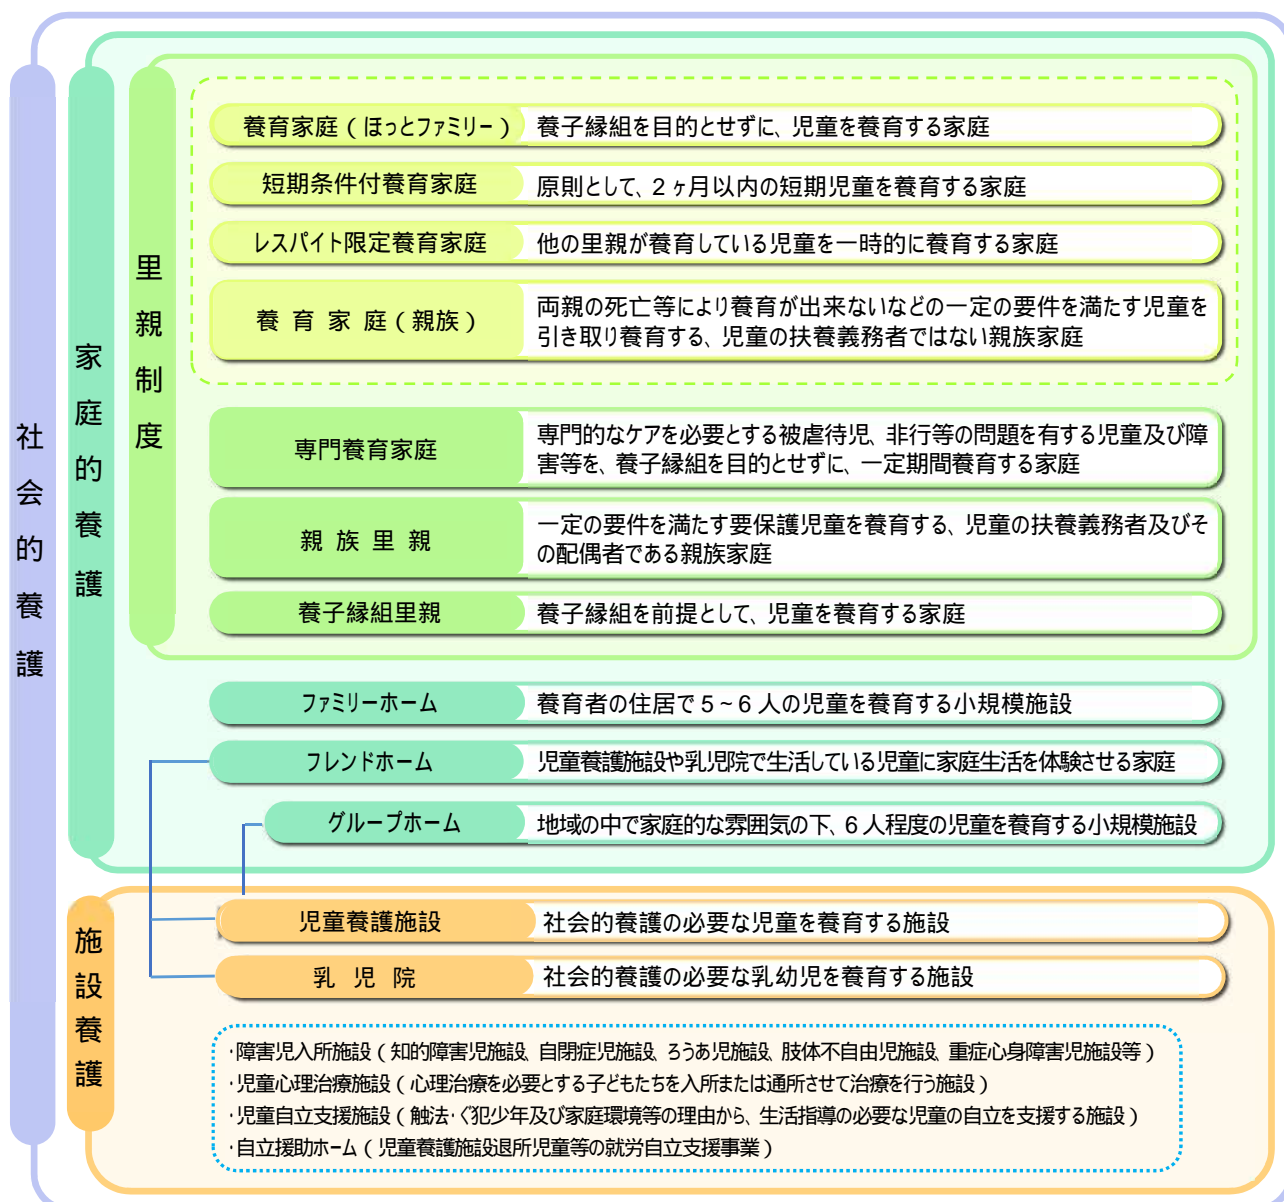 社会的養護
家庭的養護
里親制度
養育家庭(ほっとファミリー)
養子縁組を目的とせずに、児童を養育する家庭
短期条件付養育家庭
原則として、2ヶ月以内の短期児童を養育する家庭
レスパイト限定養育家庭
他の里親が養育している児童を一時的に養育する家庭
養育家庭(親族)
両親の死亡等により養育が出来ないなどの一定の要件を満たす児童を
引き取り養育する、児童の扶養義務者ではない親族家庭
専門養育家庭
専門的なケアを必要とする被虐待児、非行等の問題を有する児童及び障
害等を、養子縁組を目的とせずに、一定期間養育する家庭
親族里親
一定の要件を満たす要保護児童を養育する、児童の扶養義務者及びそ
の配偶者である親族家庭
養子縁組里親
養子縁組を前提として、児童を養育する家庭
ファミリーホーム
養育者の住居で5~6人の児童を養育する小規模施設
フレンドホーム
児童養護施設や乳児院で生活している児童に家庭生活を体験させる家庭
グループホーム
地域の中で家庭的な雰囲気の下、6人程度の児童を養育する小規模施設
施設養護
児童養護施設
社会的養護の必要な児童を養育する施設
乳児院
社会的養護の必要な乳幼児を養育する施設
・障害児入所施設(知的障害児施設、自閉症児施設、ろうあ児施設、肢体不自由児施設、重症心身障害児施設等)
・児童心理治療施設(心理治療を必要とする子どもたちを入所または通所させて治療を行う施設)
・児童自立支援施設(触法・ぐ犯少年及び家庭環境等の理由から、生活指導の必要な児童の自立を支援する施設)
・自立援助ホーム(児童養護施設退所児童等の就労自立支援事業)